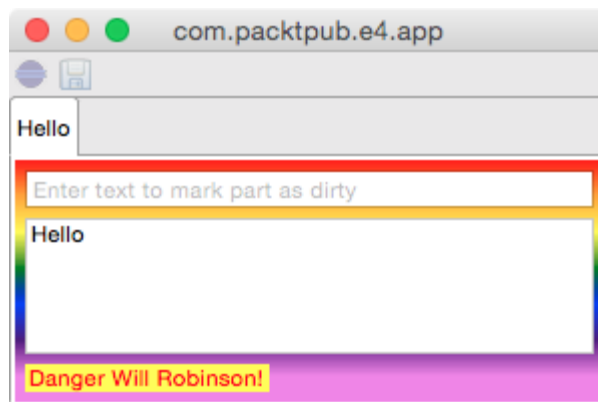 com.packtpub.e4.app
Hello
Enter text to mark part as dirty
Hello
Danger Will Robinson!